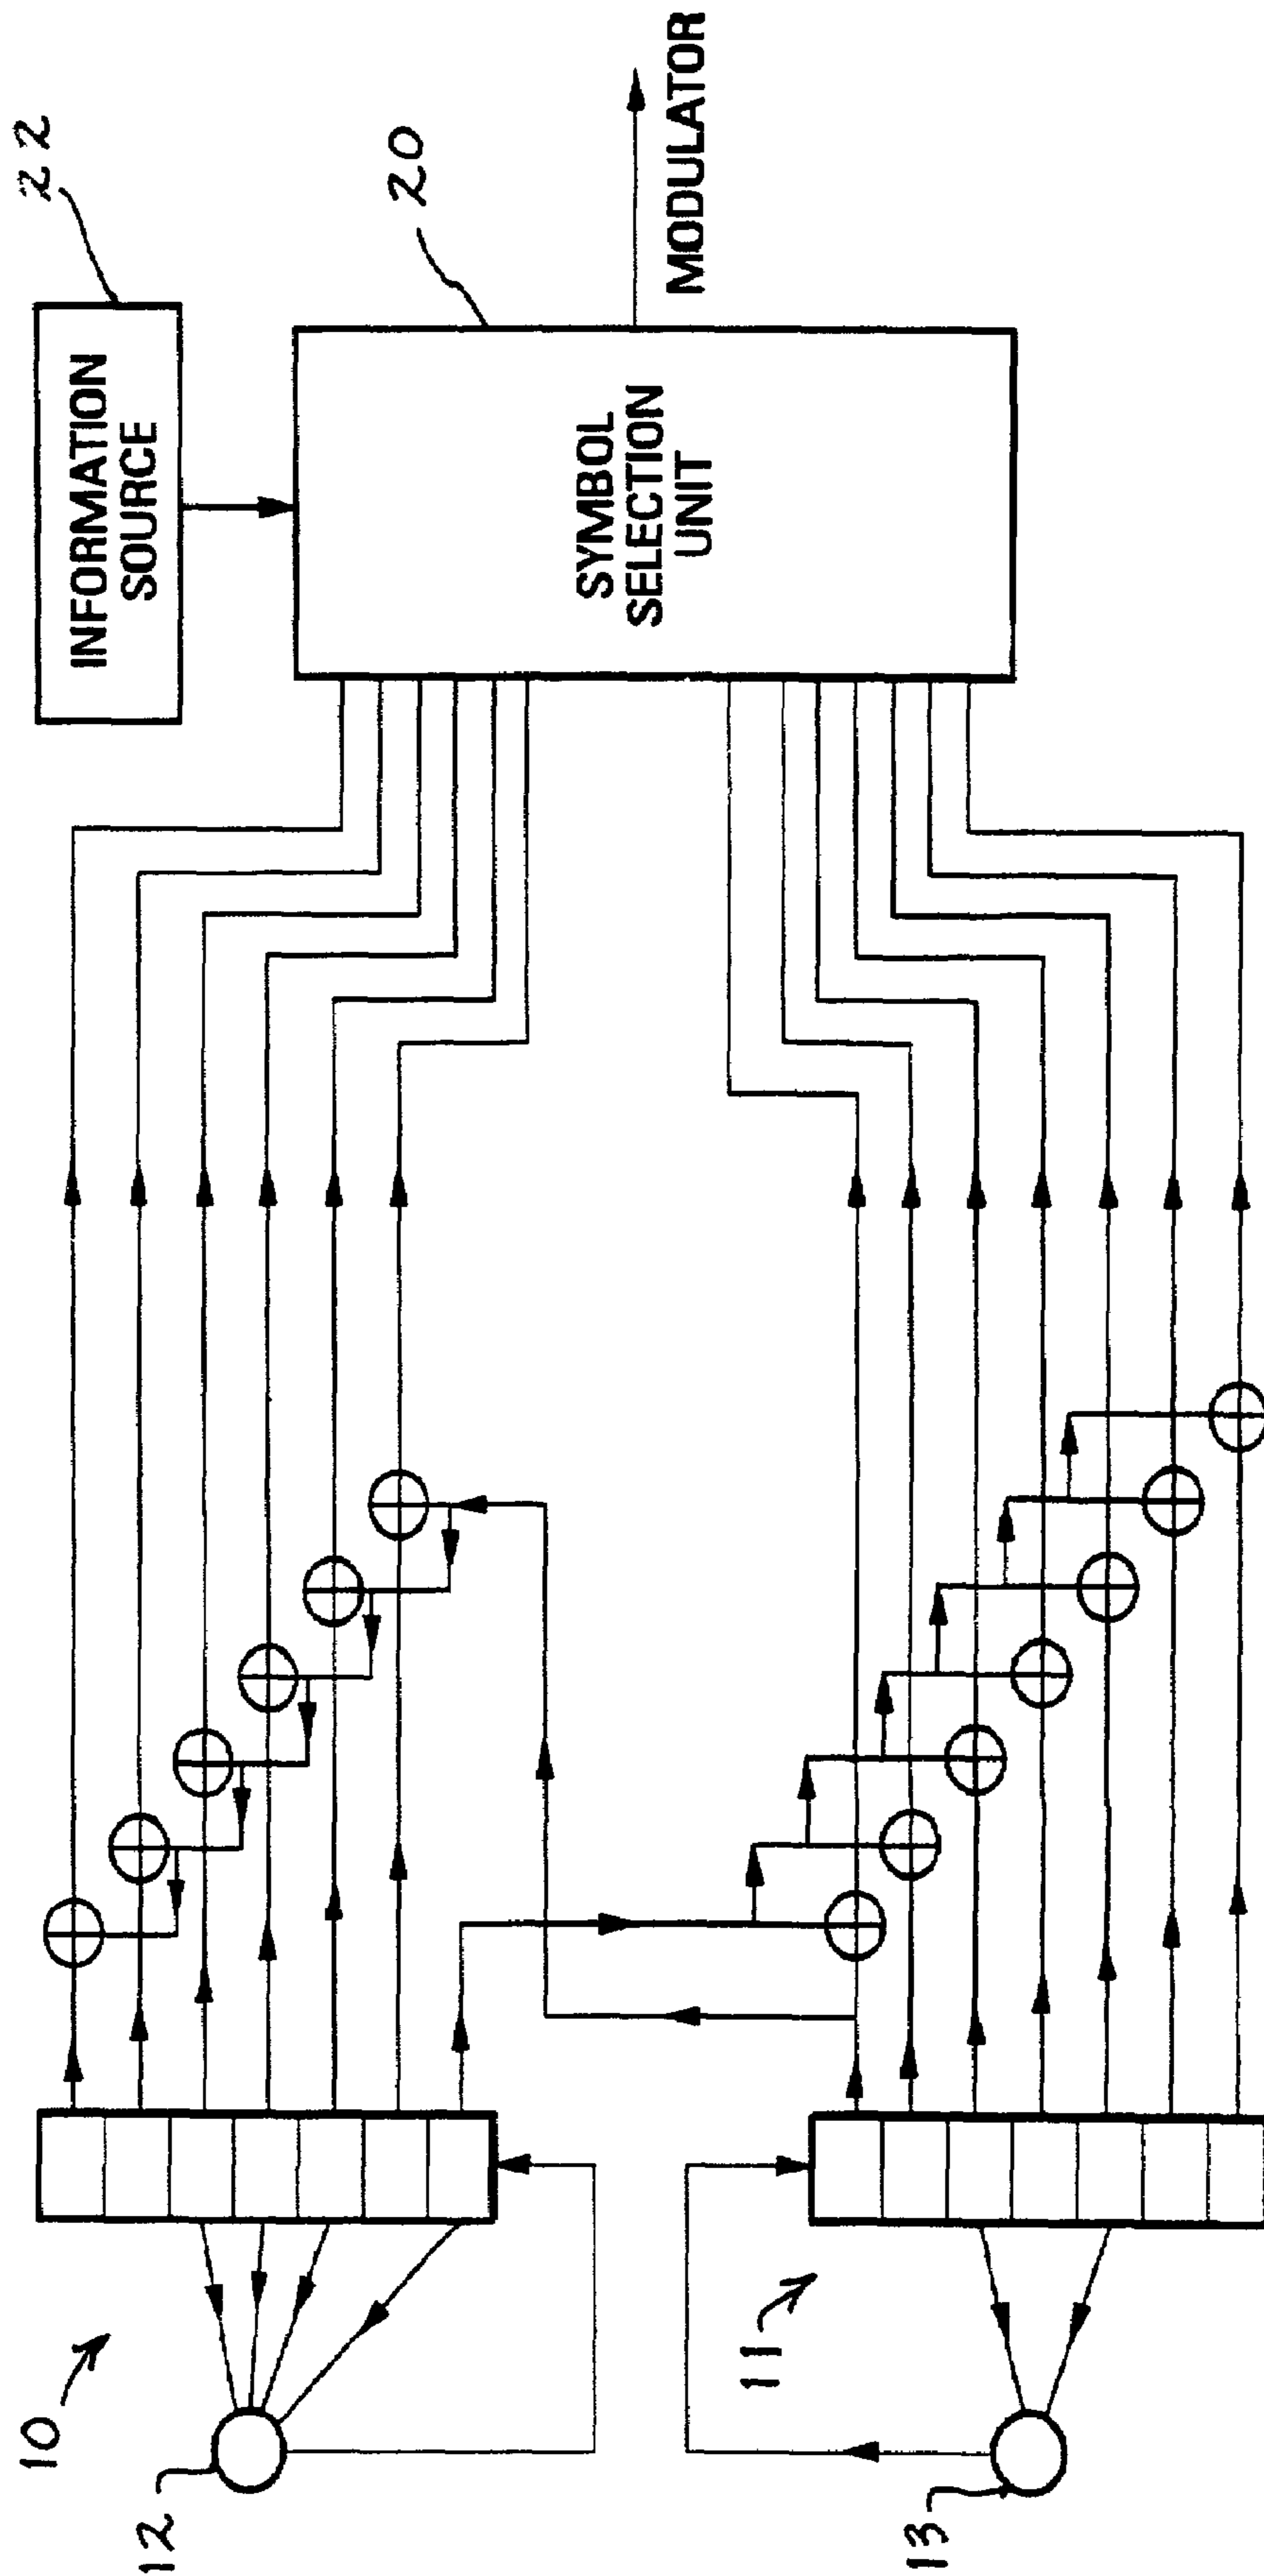 22
INFORMATION
SOURCE
20
SYMBOL
SELECTION
UNIT
MODULATOR
10
12
11
13